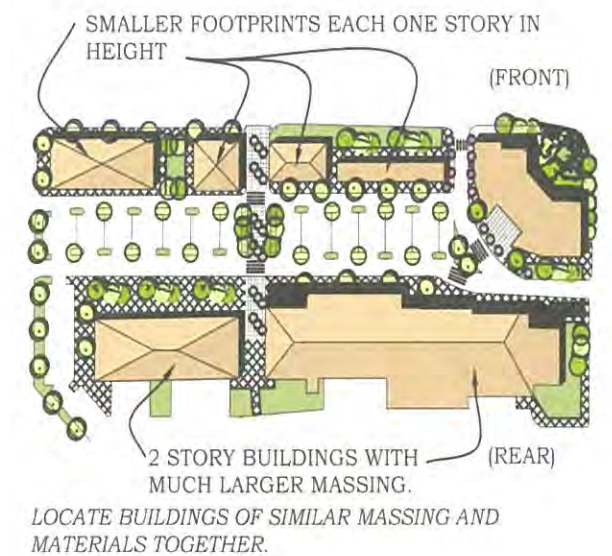 SMALLER FOOTPRINTS EACH ONE STORY IN
HEIGHT
(FRONT)
2 STORY BUILDINGS WITH
MUCH LARGER MASSING.
(REAR)
LOCATE BUILDINGS OF SIMILAR MASSING AND
MATERIALS TOGETHER.